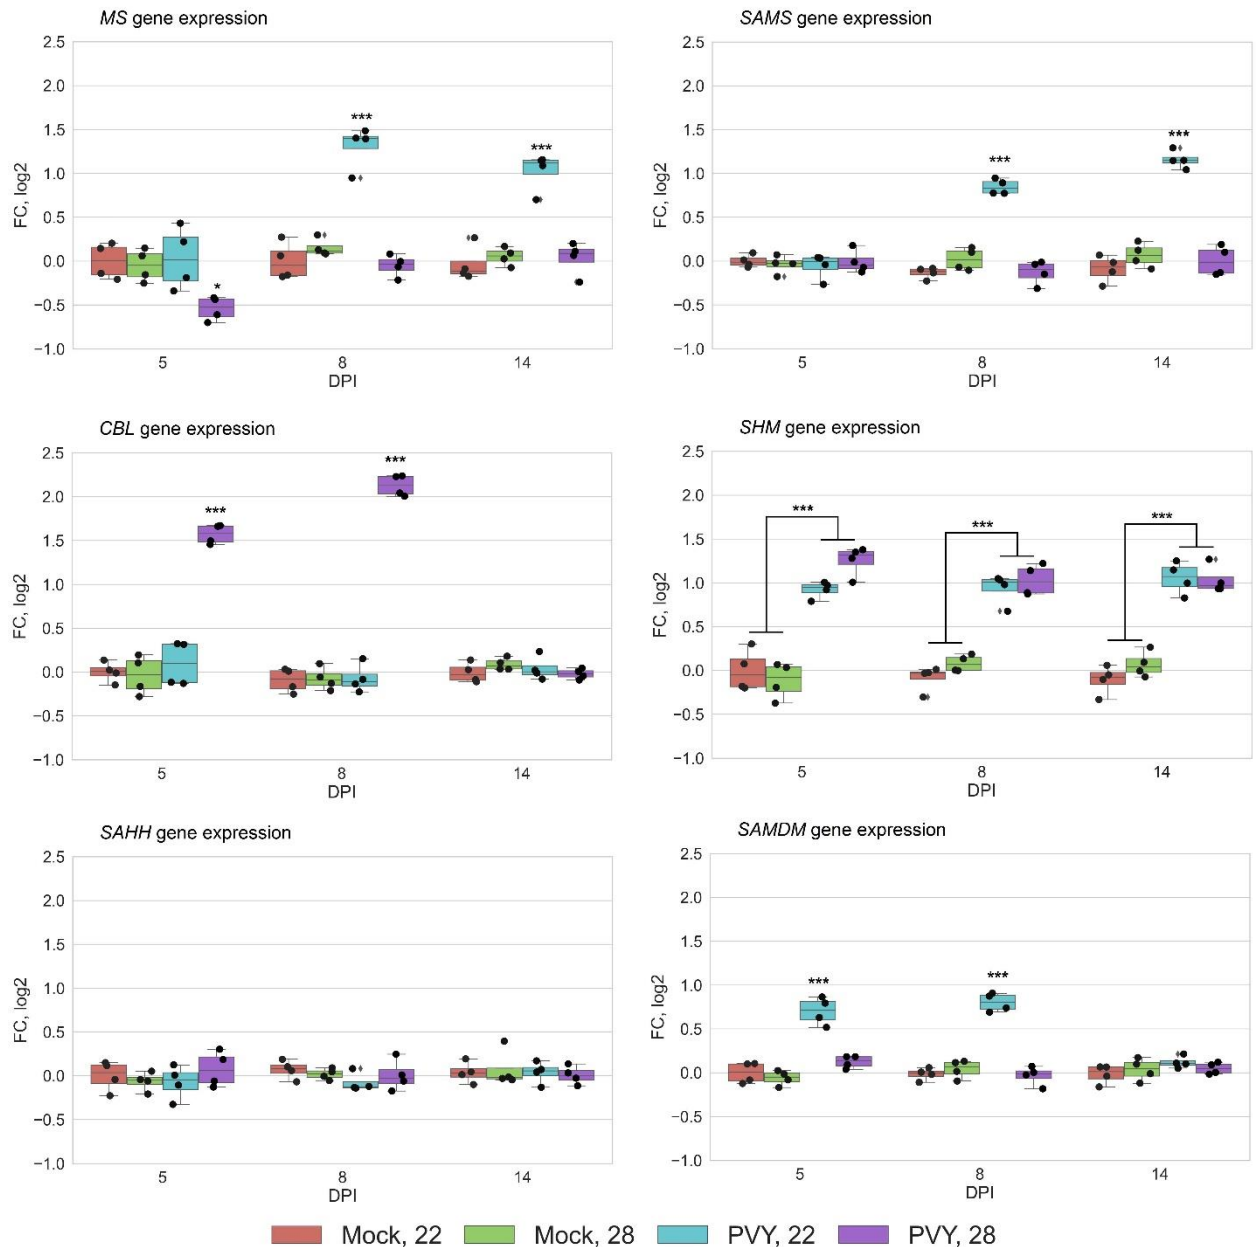 MS gene expression
2.5
2.0
1.5
1.0
0.5
0.0
−0.5
−1.0
FC, log2
***
***
*
5 8 14
DPI
SAMS gene expression
2.5
2.0
1.5
1.0
0.5
0.0
−0.5
−1.0
FC, log2
***
***
5 8 14
DPI
CBL gene expression
2.5
2.0
1.5
1.0
0.5
0.0
−0.5
−1.0
FC, log2
***
***
5 8 14
DPI
SHM gene expression
2.5
2.0
1.5
1.0
0.5
0.0
−0.5
−1.0
FC, log2
***
***
***
5 8 14
DPI
SAHH gene expression
2.5
2.0
1.5
1.0
0.5
0.0
−0.5
−1.0
FC, log2
5 8 14
DPI
SAMDM gene expression
2.5
2.0
1.5
1.0
0.5
0.0
−0.5
−1.0
FC, log2
***
***
5 8 14
DPI
Mock, 22 Mock, 28 PVY, 22 PVY, 28